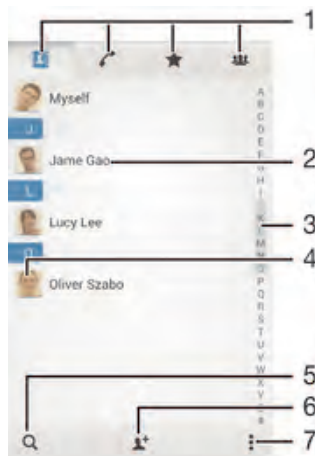 1
Myself
J
Jame Gao
2
L
Lucy Lee
3
O
4
Oliver Szabo
A
B
C
D
E
F
H
I
K
M
N
O
P
Q
R
S
T
U
V
W
X
Y
Z
#
5
6
7